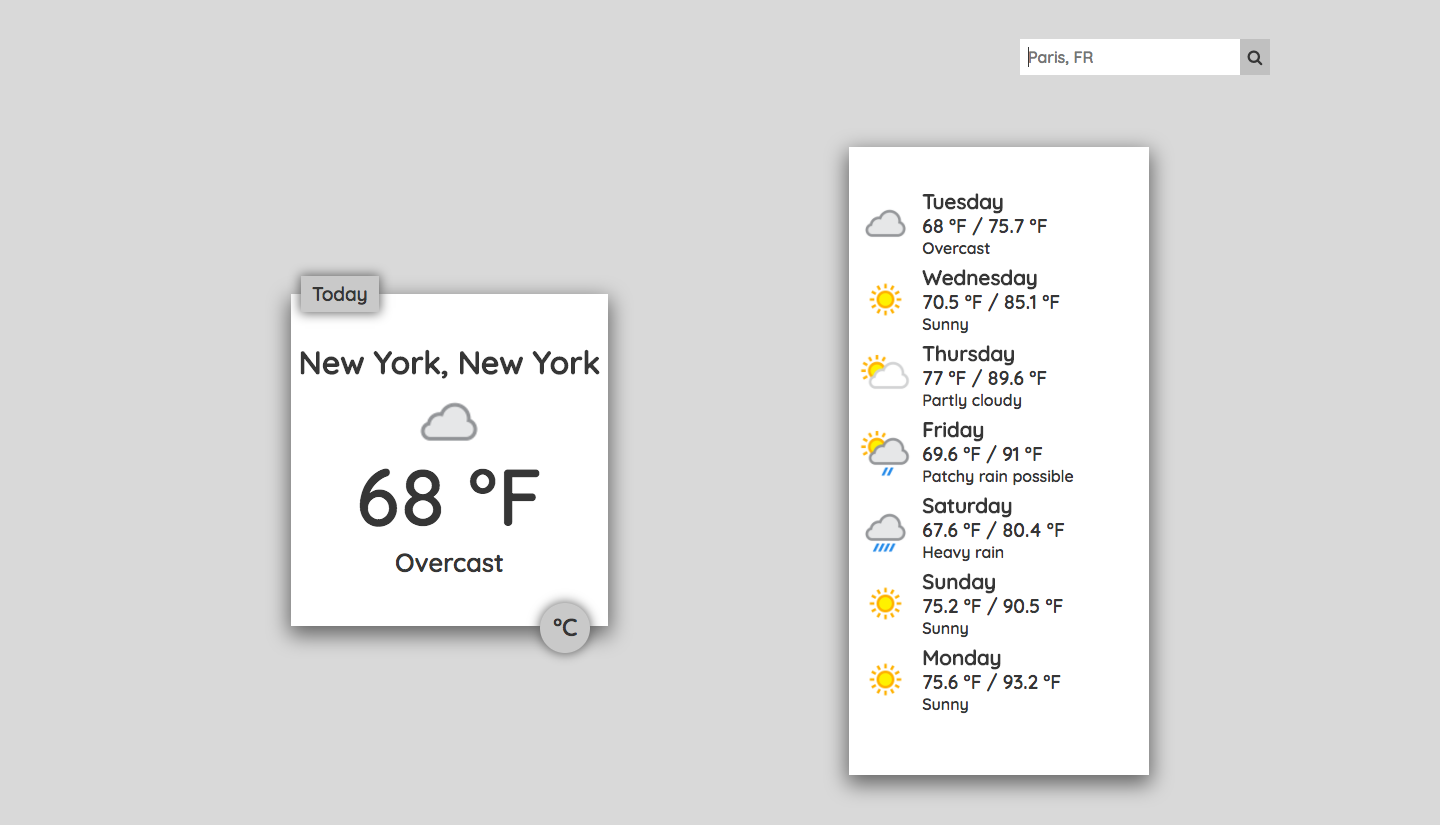 Paris, FR
Today
New York, New York
68 °F
Overcast
°C
Tuesday
68 °F / 75.7 °F
Overcast
Wednesday
70.5 °F / 85.1 °F
Sunny
Thursday
77 °F / 89.6 °F
Partly cloudy
Friday
69.6 °F / 91 °F
Patchy rain possible
Saturday
67.6 °F / 80.4 °F
Heavy rain
Sunday
75.2 °F / 90.5 °F
Sunny
Monday
75.6 °F / 93.2 °F
Sunny